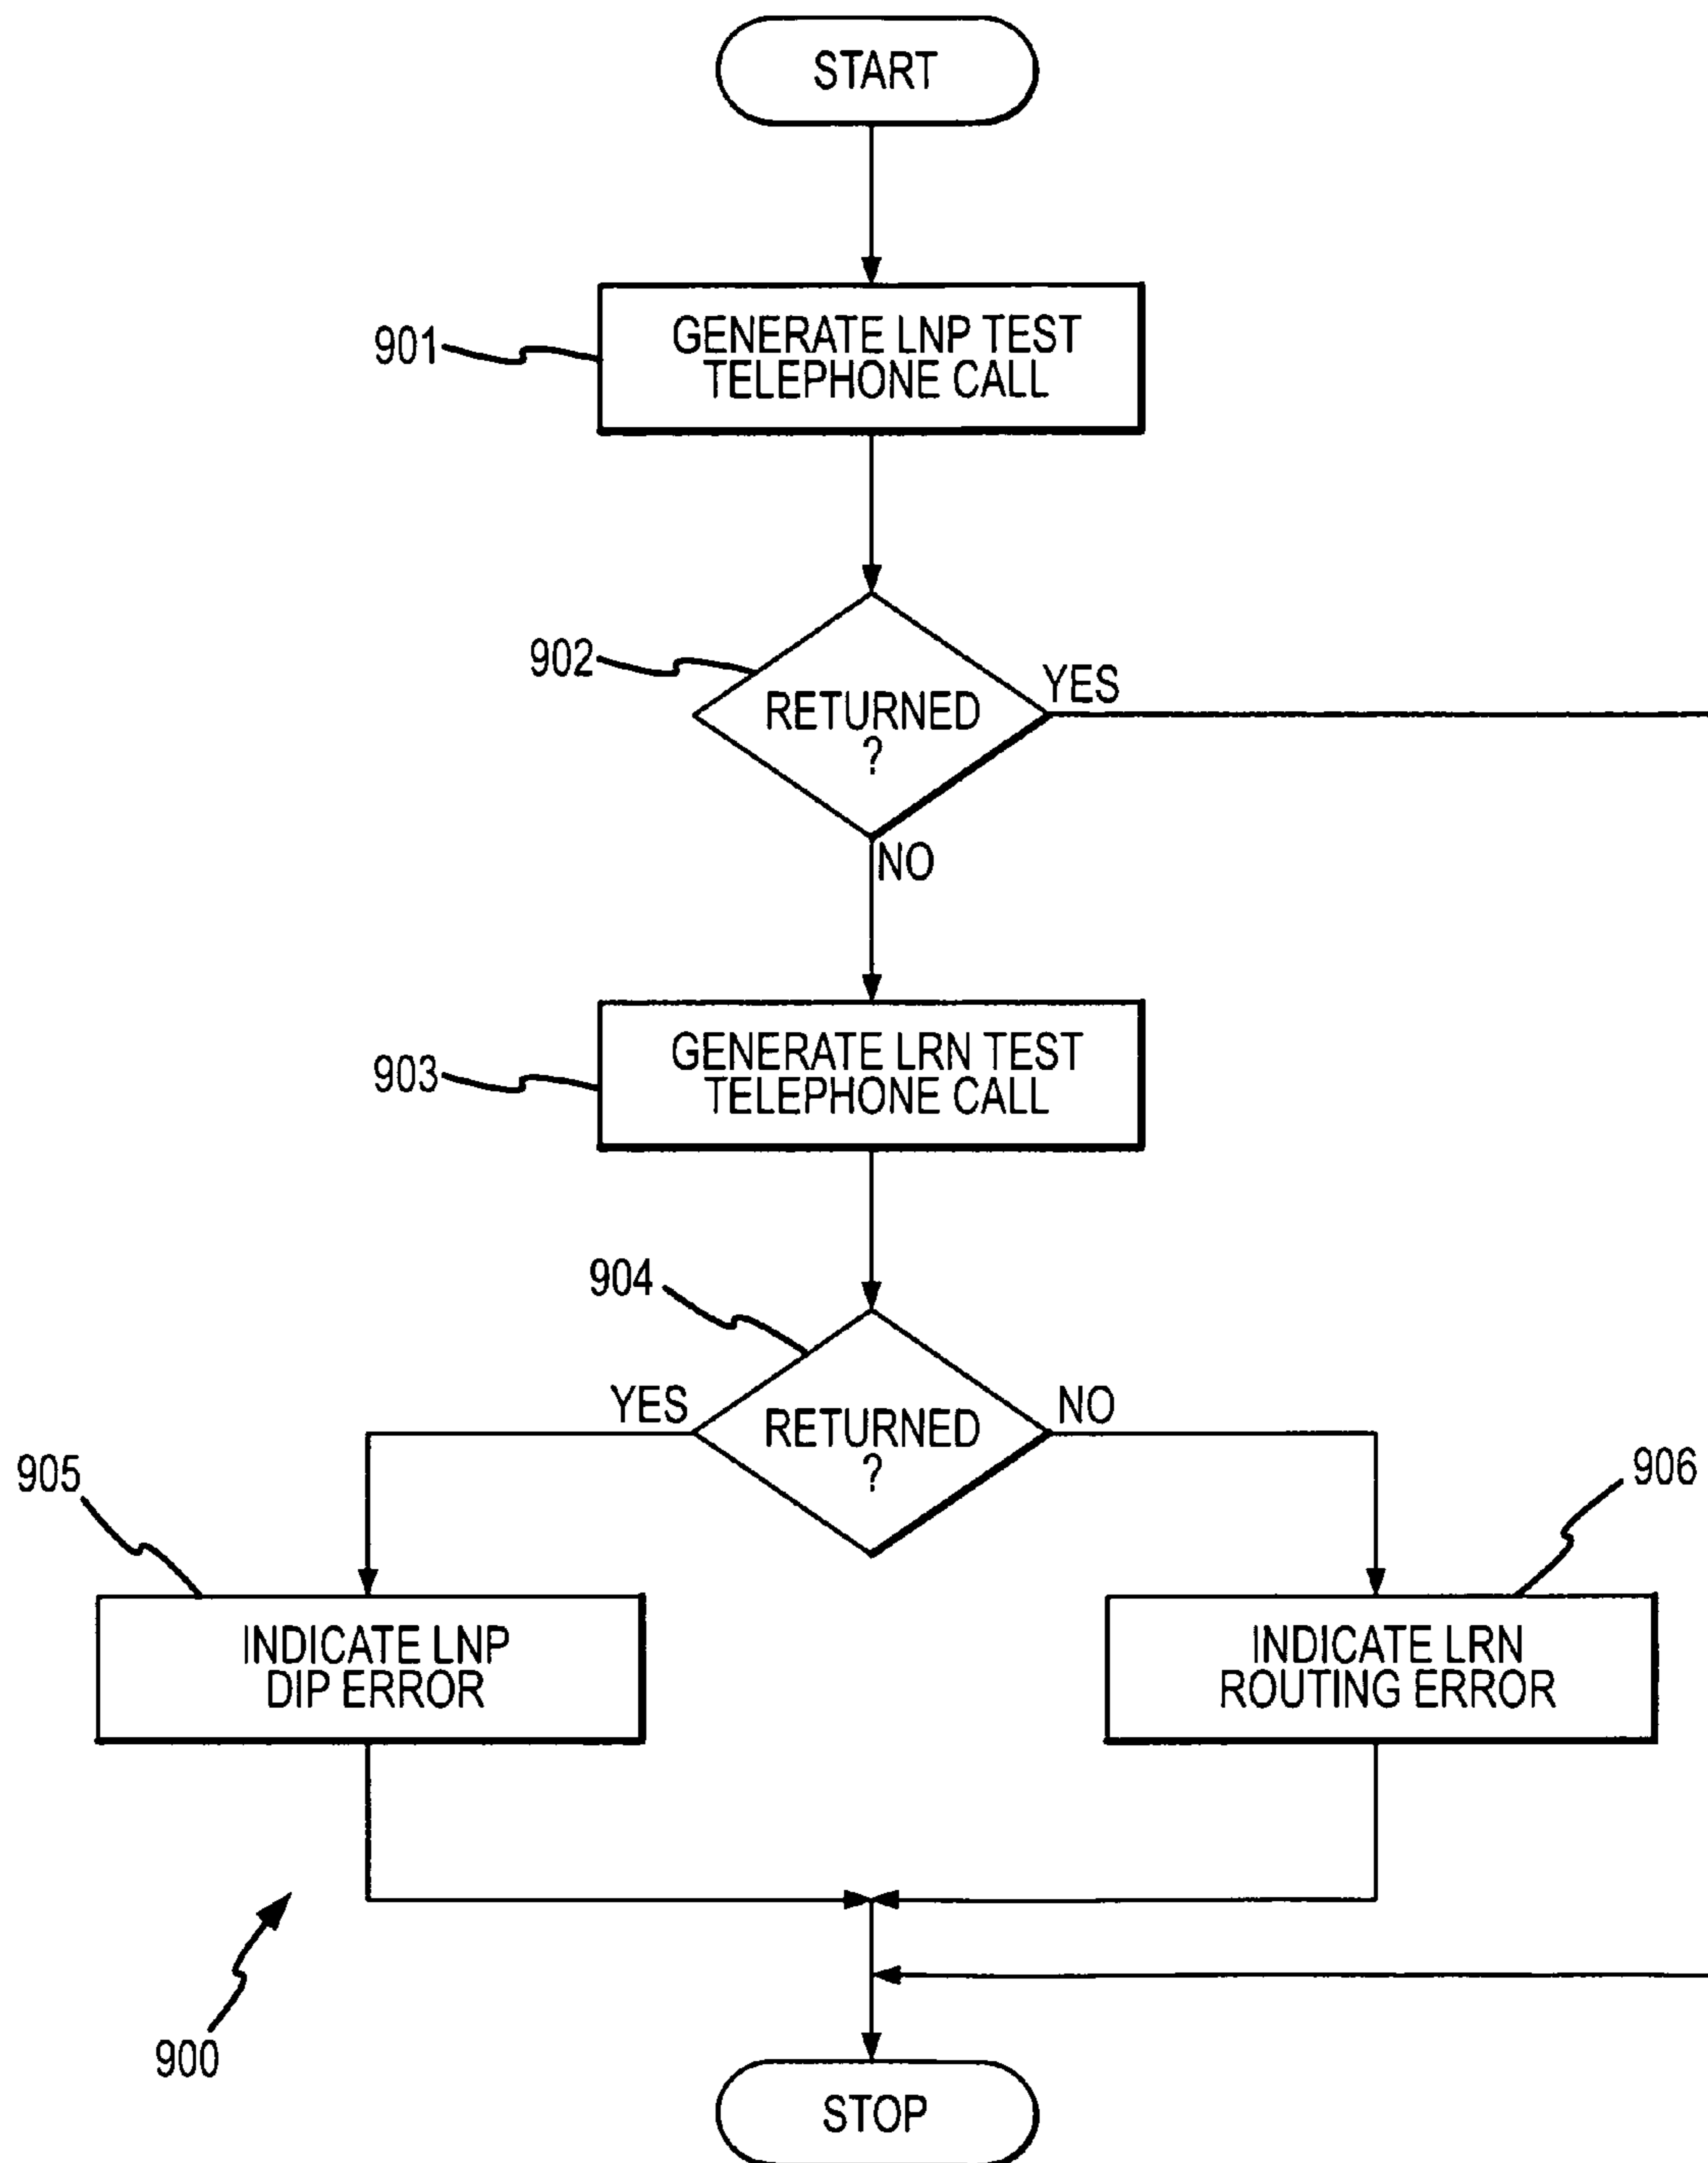 START
901
GENERATE LNP TEST
TELEPHONE CALL
902
YES
RETURNED
?
NO
903
GENERATE LRN TEST
TELEPHONE CALL
904
YES
NO
RETURNED
?
905
906
INDICATE LNP
DIP ERROR
INDICATE LRN
ROUTING ERROR
900
STOP